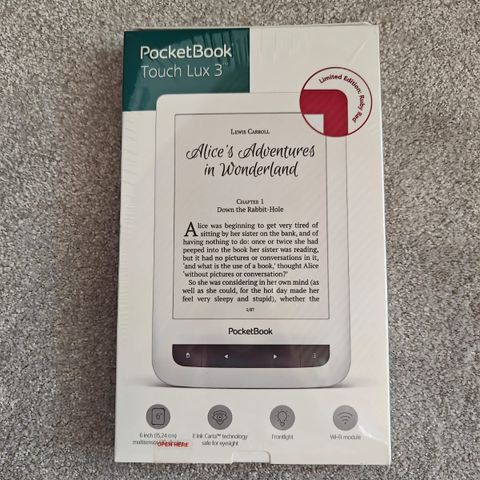 PocketBook
Touch Lux 3™
Limited Edition: Ruby Red
Lewis Carroll
Alice's Adventures
in Wonderland
Chapter 1
Down the Rabbit-Hole
Alice was beginning to get very tired of
sitting by her sister on the bank, and of
having nothing to do: once or twice she had
peeped into the book her sister was reading,
but it had no pictures or conversations in it,
'and what is the use of a book,' thought Alice
'without pictures or conversation?'
So she was considering in her own mind (as
well as she could, for the hot day made her
feel very sleepy and stupid), whether the
1/87
PocketBook
6"
6 inch (15,24 cm)
E Ink Carta™ technology
safe for eyesight
Frontlight
Wi-Fi module
OPEN HERE